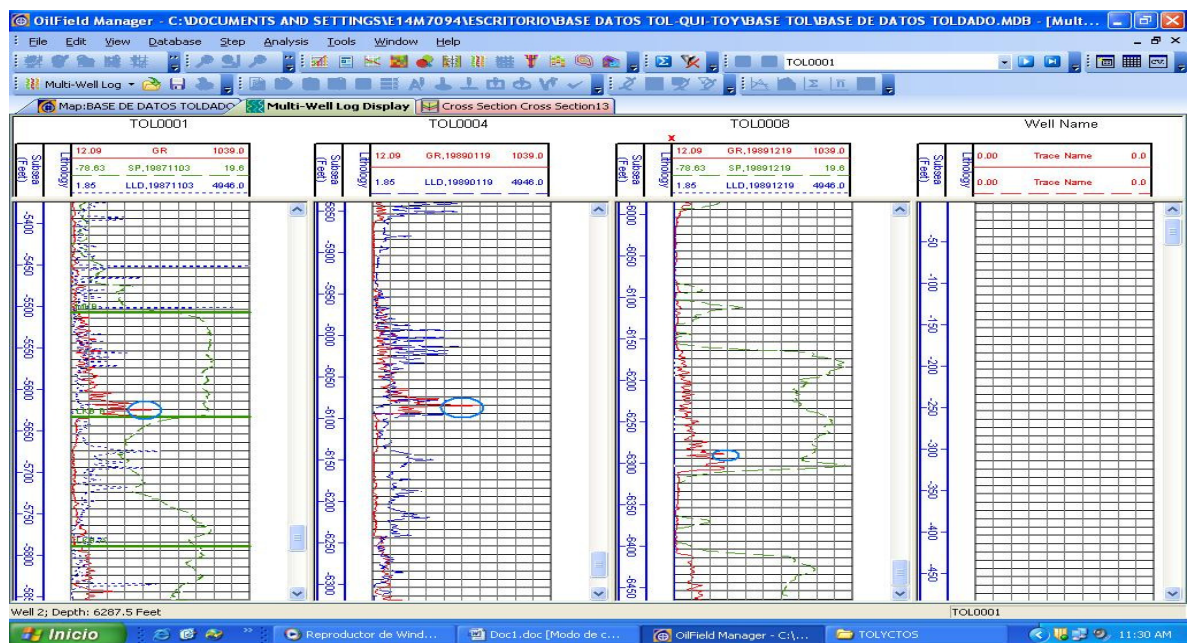 OilField Manager - C:\DOCUMENTS AND SETTINGS\E14M7094\ESCRITORIO\BASE DATOS TOL-QUI-TOY\BASE TOL\BASE DE DATOS TOLDADO.MDB - [Mult...
File Edit View Database Step Analysis Tools Window Help
TOL0001
Multi-Well Log
Map:BASE DE DATOS TOLDADO Multi-Well Log Display Cross Section Cross Section13
TOL0001 TOL0004 TOL0008 Well Name
Subsea (Feet) Lithology 12.09 GR 1039.0
-78.63 SP,19871103 19.6
1.85 LLD,19871103 4946.0
Subsea (Feet) Lithology 12.09 GR,19890119 1039.0
1.85 LLD,19890119 4946.0
x
Subsea (Feet) Lithology 12.09 GR,19891219 1039.0
-78.63 SP,19891219 19.6
1.85 LLD,19891219 4946.0
Subsea (Feet) Lithology 0.00 Trace Name 0.0
0.00 Trace Name 0.0
-5400
-5450
-5500
-5550
-5600
-5650
-5700
-5750
-5800
-5850
-5900
-5950
-6000
-6050
-6100
-6150
-6200
-6250
-6300
-6000
-6050
-6100
-6150
-6200
-6250
-6300
-6350
-6400
-6450
-50
-100
-150
-200
-250
-300
-350
-400
-450
Well 2; Depth: 6287.5 Feet TOL0001
Inicio Reproductor de Wind... Doc1.doc [Modo de c... OilField Manager - C:\... TOLYCTOS 11:30 AM